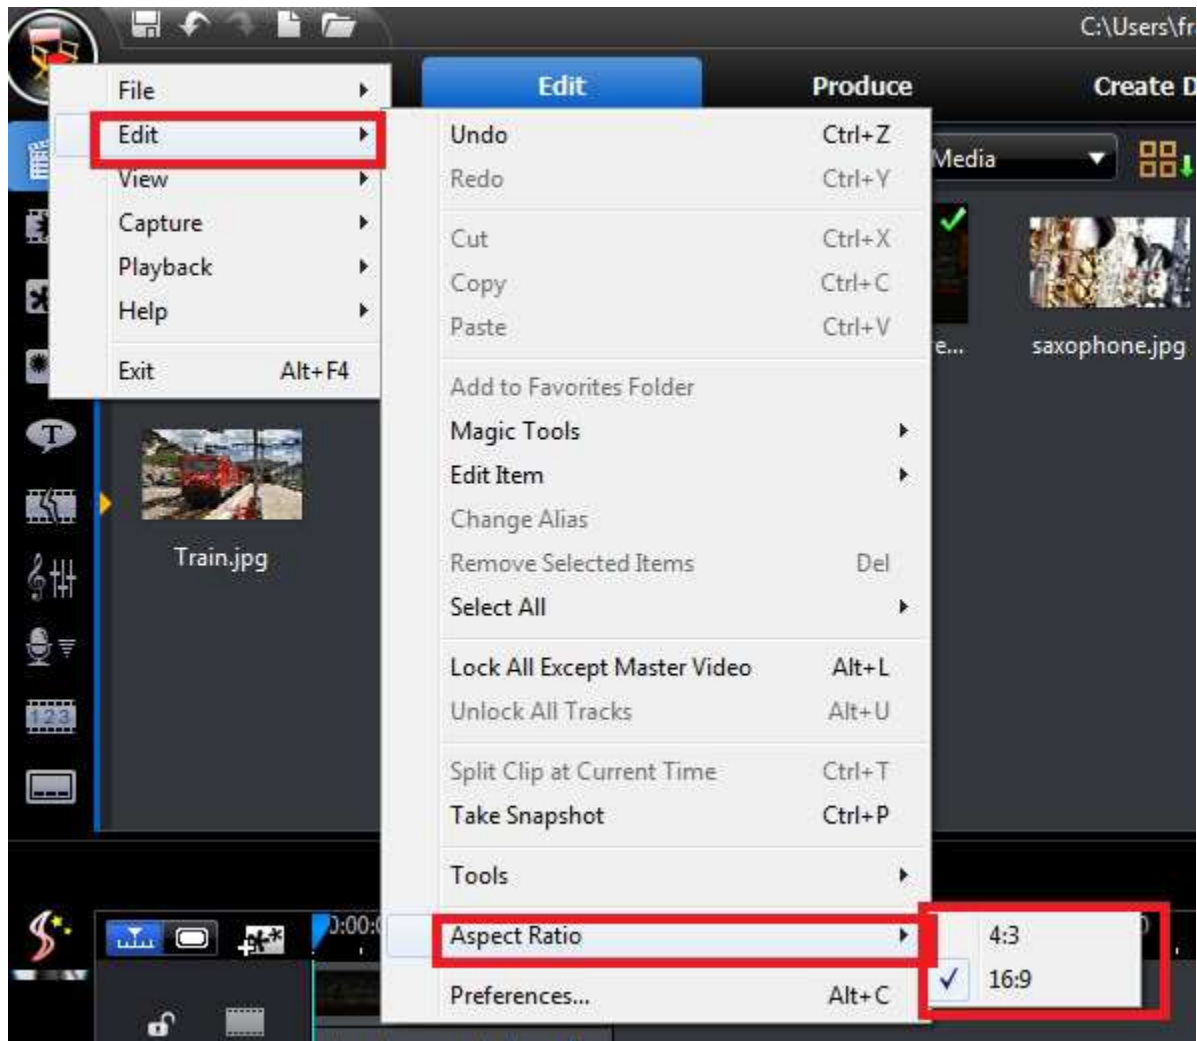 C:\Users\fr
Edit Produce Create D
File
Edit
View
Capture
Playback
Help
Exit Alt+F4
Undo Ctrl+Z
Redo Ctrl+Y
Cut Ctrl+X
Copy Ctrl+C
Paste Ctrl+V
Add to Favorites Folder
Magic Tools
Edit Item
Change Alias
Remove Selected Items Del
Select All
Lock All Except Master Video Alt+L
Unlock All Tracks Alt+U
Split Clip at Current Time Ctrl+T
Take Snapshot Ctrl+P
Tools
Aspect Ratio
Preferences... Alt+C
4:3
16:9
Media
e...
saxophone.jpg
T
Train.jpg
123